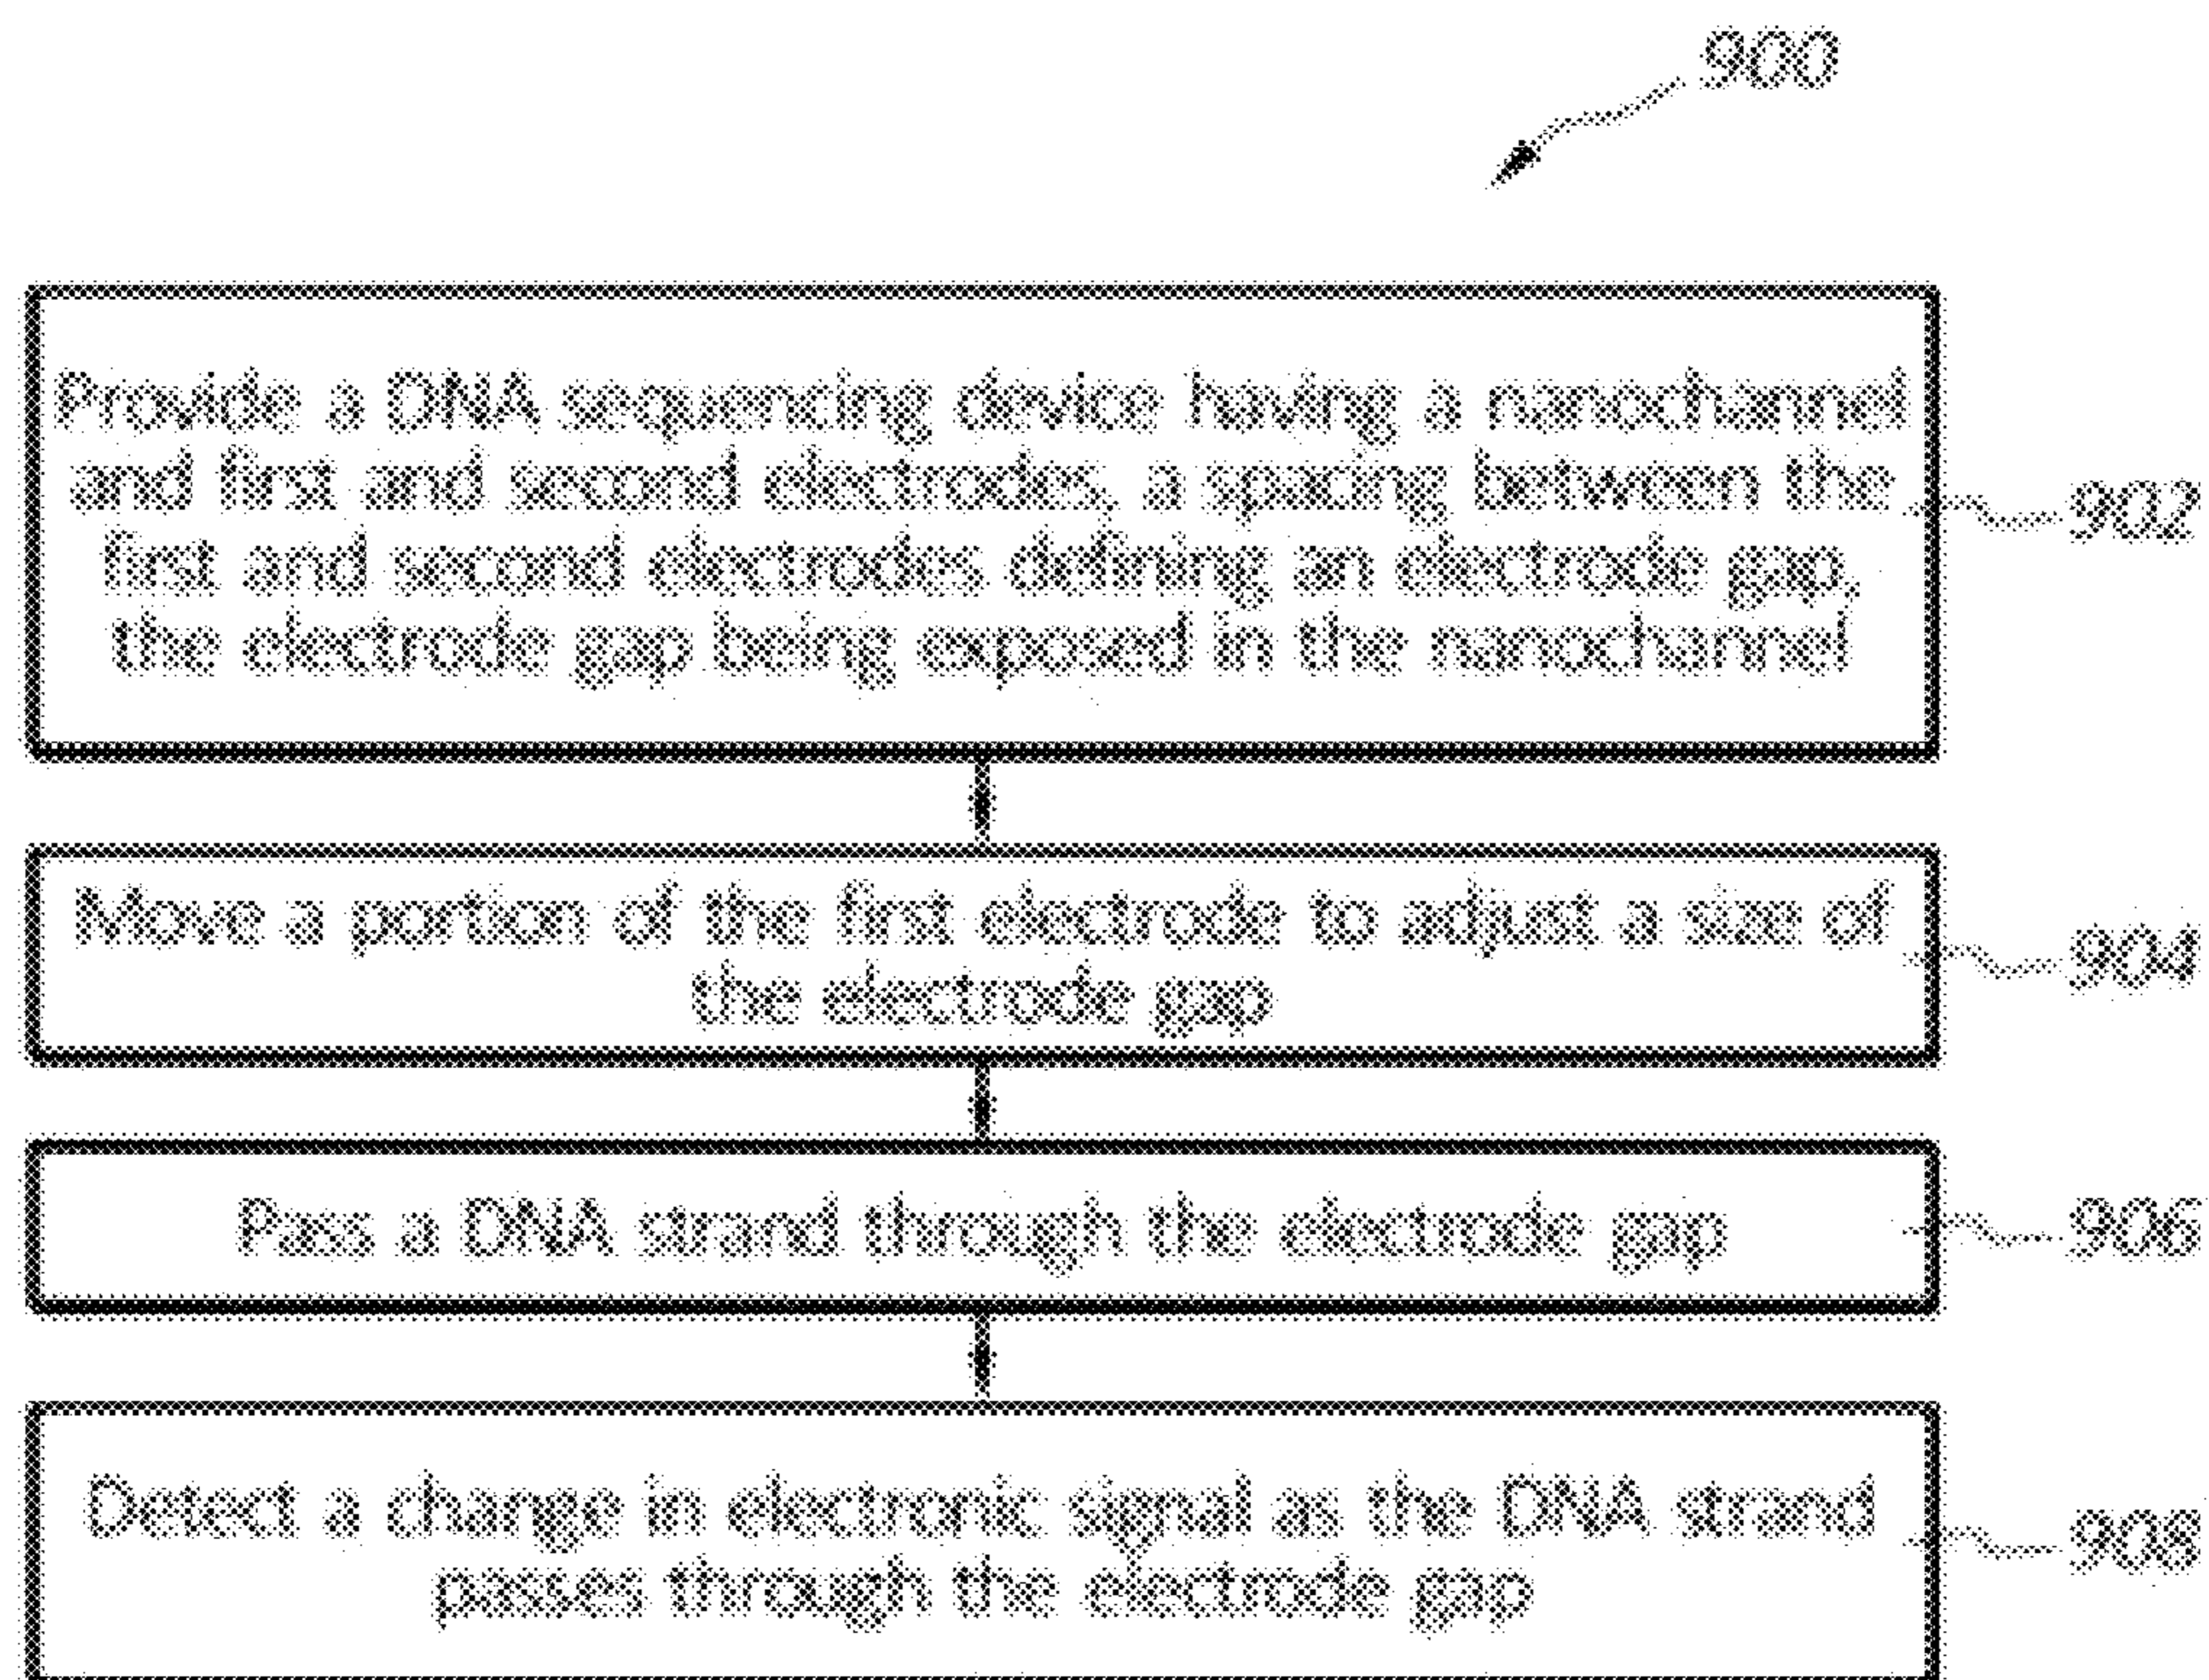 900
Provide a DNA sequencing device having a nanochannel
and first and second electrodes, a spacing between the
first and second electrodes defining an electrode gap,
the electrode gap being exposed in the nanochannel
902
Move a portion of the first electrode to adjust a size of
the electrode gap
904
Pass a DNA strand through the electrode gap
906
Detect a change in electronic signal as the DNA strand
passes through the electrode gap
908